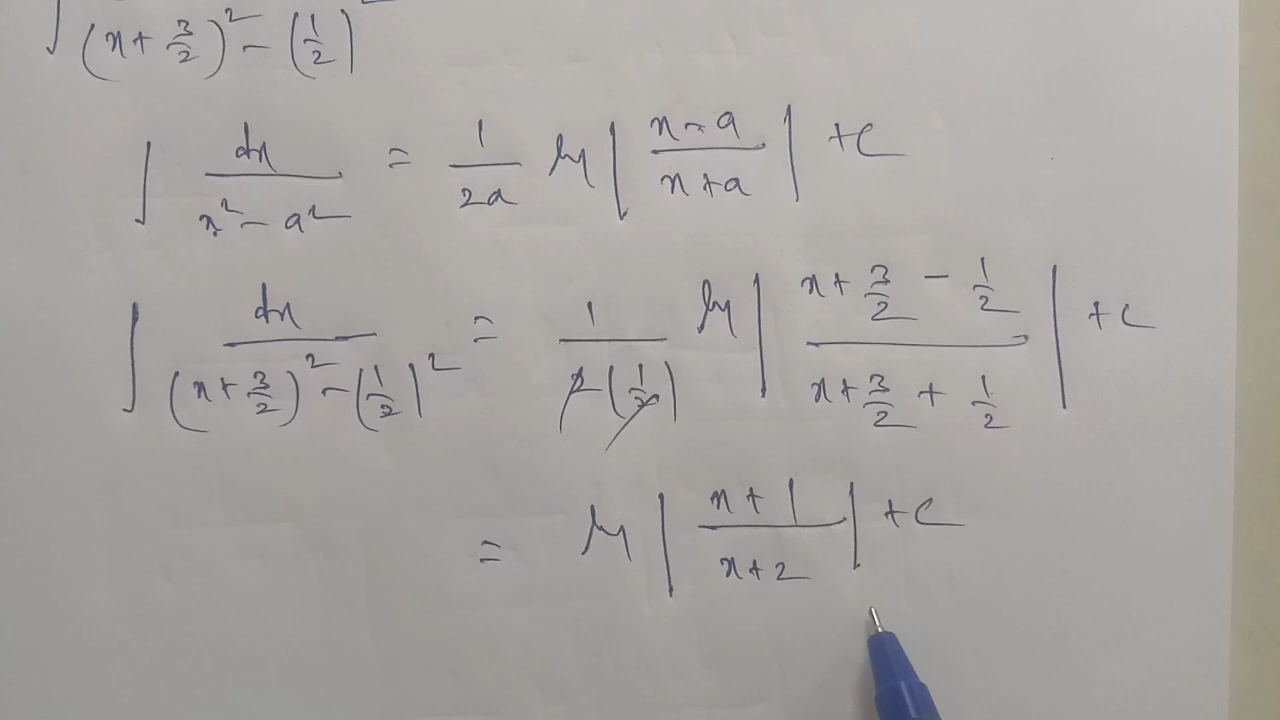 ∫ (x + 3/2)² - (1/2)²
∫ dx / (x² - a²) = 1/(2a) ln | (x - a)/(x + a) | + c
∫ dx / ((x + 3/2)² - (1/2)²) = 1/(2(1/2)) ln | (x + 3/2 - 1/2)/(x + 3/2 + 1/2) | + c
= ln | (x + 1)/(x + 2) | + c